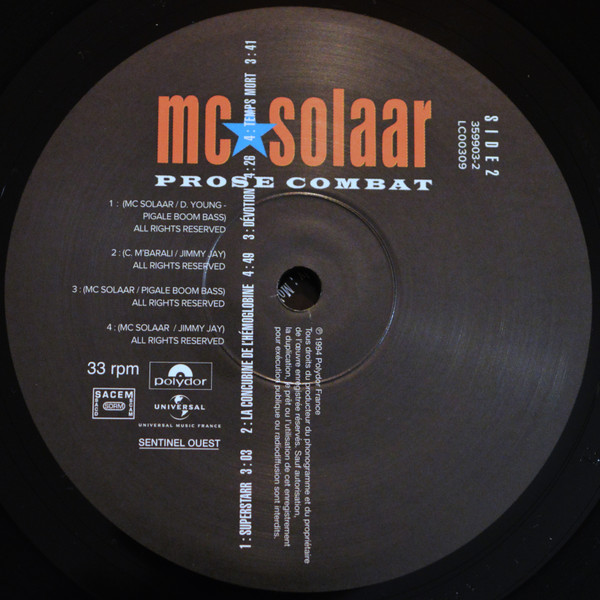 mc★solaar
PROSE COMBAT
SIDE 2
359903-2
LC00309
1 : (MC SOLAAR / D. YOUNG -
PIGALE BOOM BASS)
ALL RIGHTS RESERVED
2 : (C. M'BARALI / JIMMY JAY)
ALL RIGHTS RESERVED
3 : (MC SOLAAR / PIGALE BOOM BASS)
ALL RIGHTS RESERVED
4 : (MC SOLAAR / JIMMY JAY)
ALL RIGHTS RESERVED
33 rpm
polydor
SACEM
SDRM
UNIVERSAL
UNIVERSAL MUSIC FRANCE
SENTINEL OUEST
1 : SUPERSTARR 3 : 03 2 : LA CONCUBINE DE L'HÉMOGLOBINE 4 : 49 3 : DÉVOTION 4 : 26 4 : TEMPS MORT 3 : 41
℗ 1994 Polydor France
Tous droits du producteur du phonogramme et du propriétaire
de l'œuvre enregistrée réservés. Sauf autorisation,
la duplication, le prêt ou l'utilisation de cet enregistrement
pour exécution publique ou radiodiffusion sont interdits.